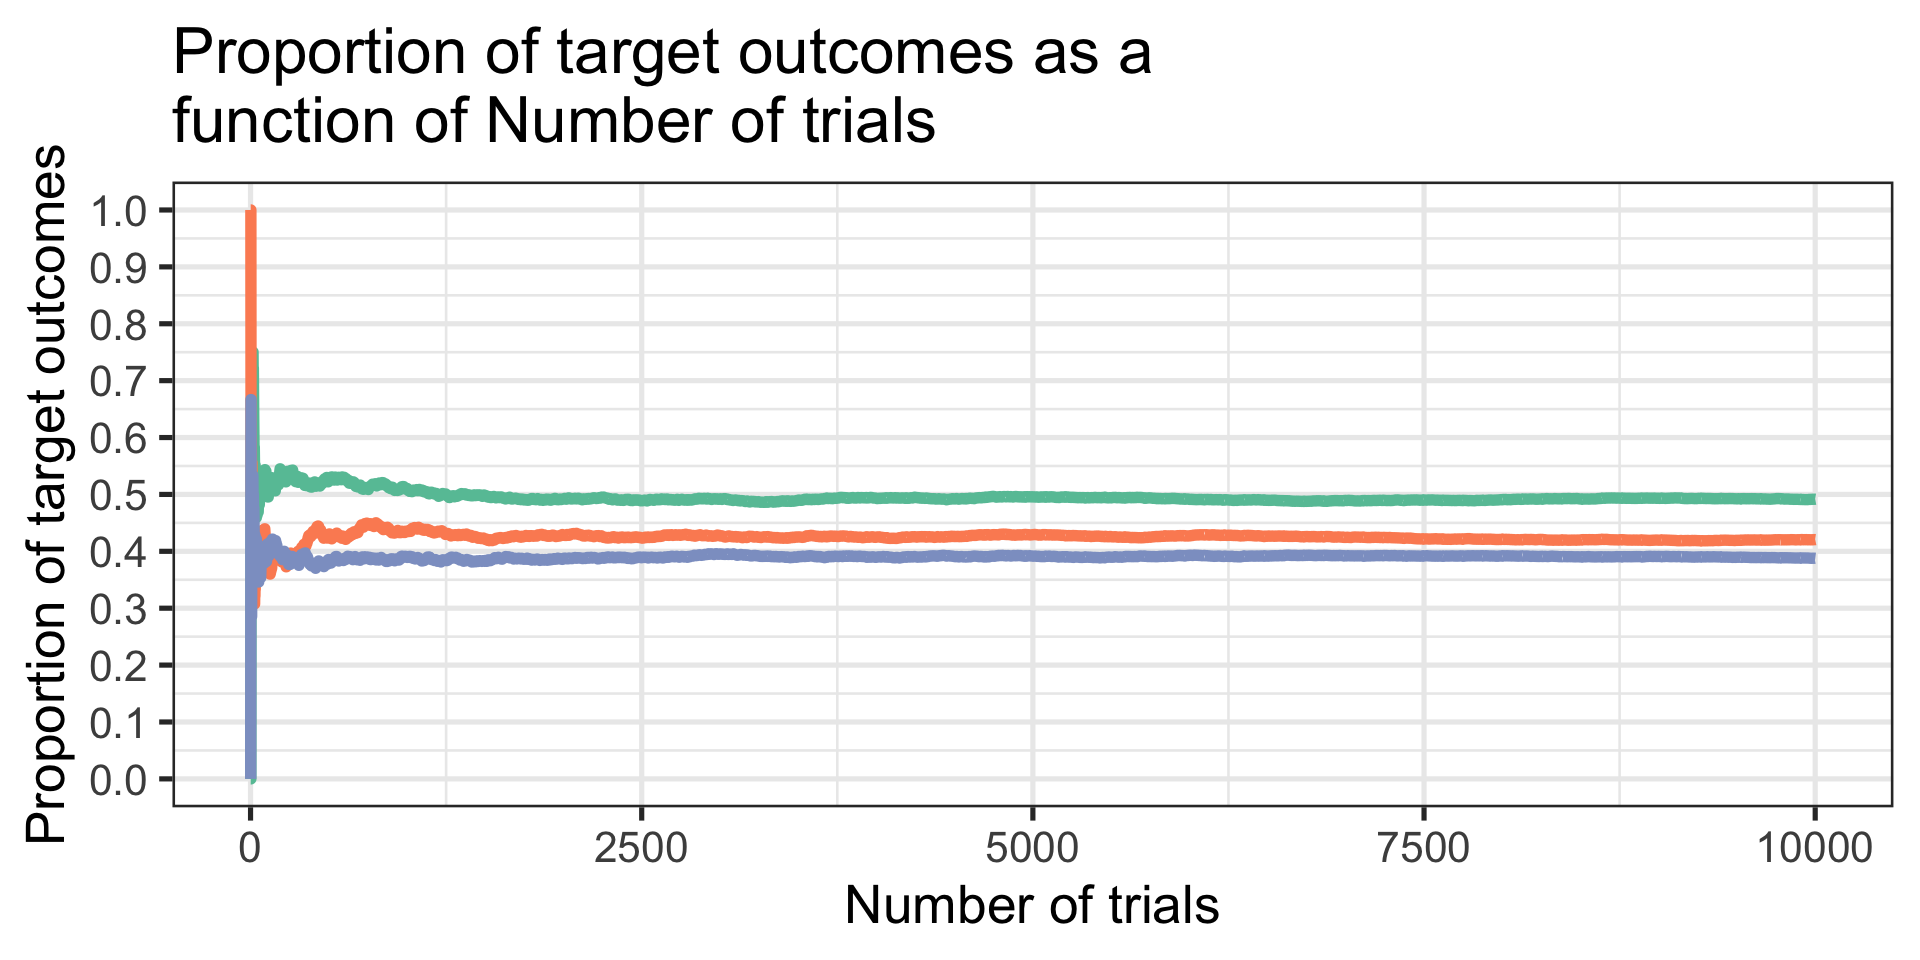 Proportion of target outcomes as a
function of Number of trials
Proportion of target outcomes
1.0
0.9
0.8
0.7
0.6
0.5
0.4
0.3
0.2
0.1
0.0
0 2500 5000 7500 10000
Number of trials